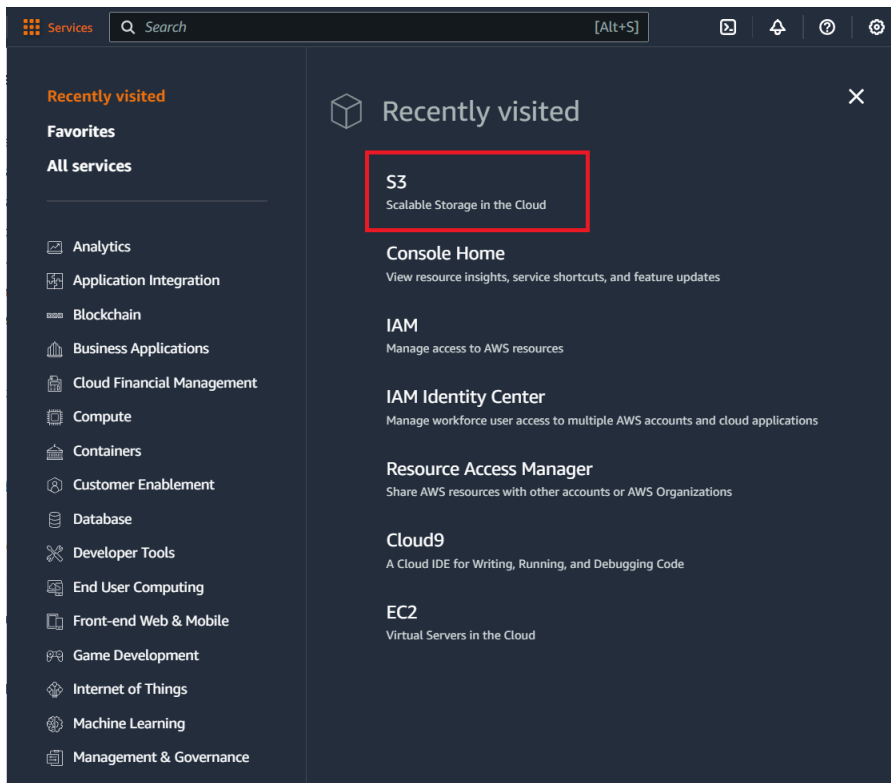 Services
Search
[Alt+S]
Recently visited
Favorites
All services
Analytics
Application Integration
Blockchain
Business Applications
Cloud Financial Management
Compute
Containers
Customer Enablement
Database
Developer Tools
End User Computing
Front-end Web & Mobile
Game Development
Internet of Things
Machine Learning
Management & Governance
Recently visited
S3
Scalable Storage in the Cloud
Console Home
View resource insights, service shortcuts, and feature updates
IAM
Manage access to AWS resources
IAM Identity Center
Manage workforce user access to multiple AWS accounts and cloud applications
Resource Access Manager
Share AWS resources with other accounts or AWS Organizations
Cloud9
A Cloud IDE for Writing, Running, and Debugging Code
EC2
Virtual Servers in the Cloud